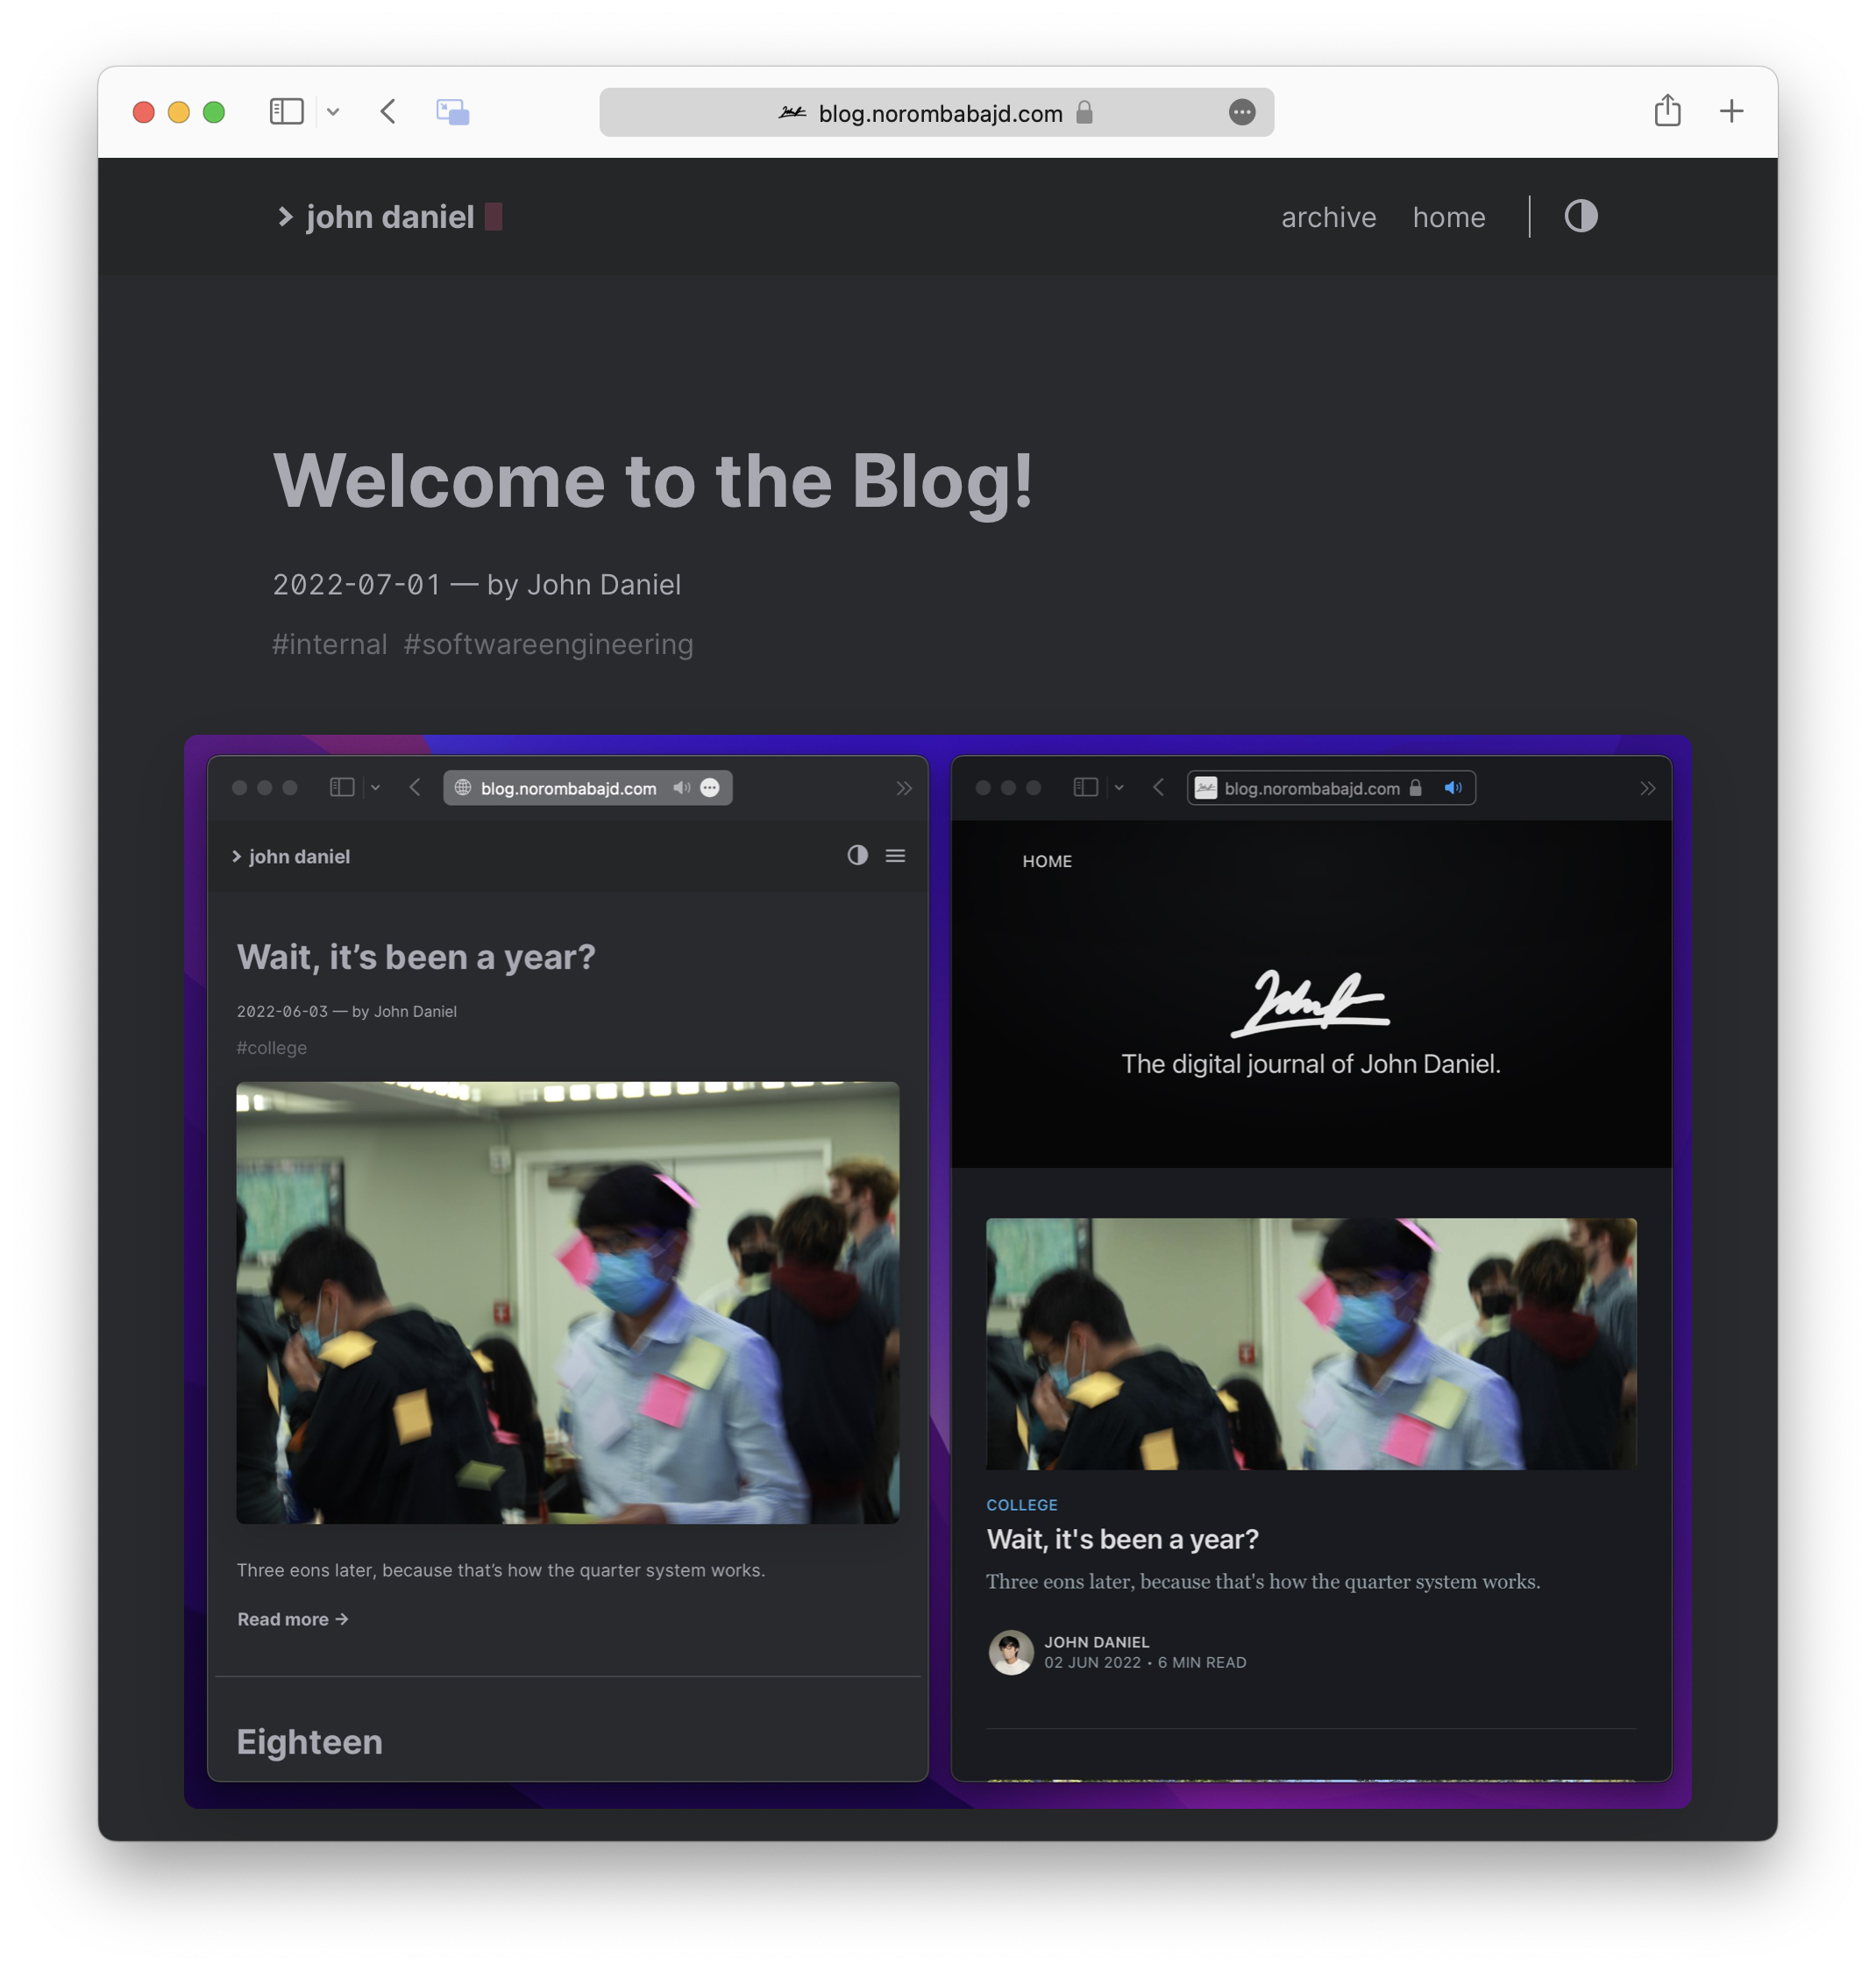 blog.norombabajd.com
> john daniel
archive home
Welcome to the Blog!
2022-07-01 — by John Daniel
#internal #softwareengineering
blog.norombabajd.com
> john daniel
Wait, it’s been a year?
2022-06-03 — by John Daniel
#college
Three eons later, because that’s how the quarter system works.
Read more →
Eighteen
blog.norombabajd.com
HOME
The digital journal of John Daniel.
COLLEGE
Wait, it's been a year?
Three eons later, because that's how the quarter system works.
JOHN DANIEL
02 JUN 2022 • 6 MIN READ